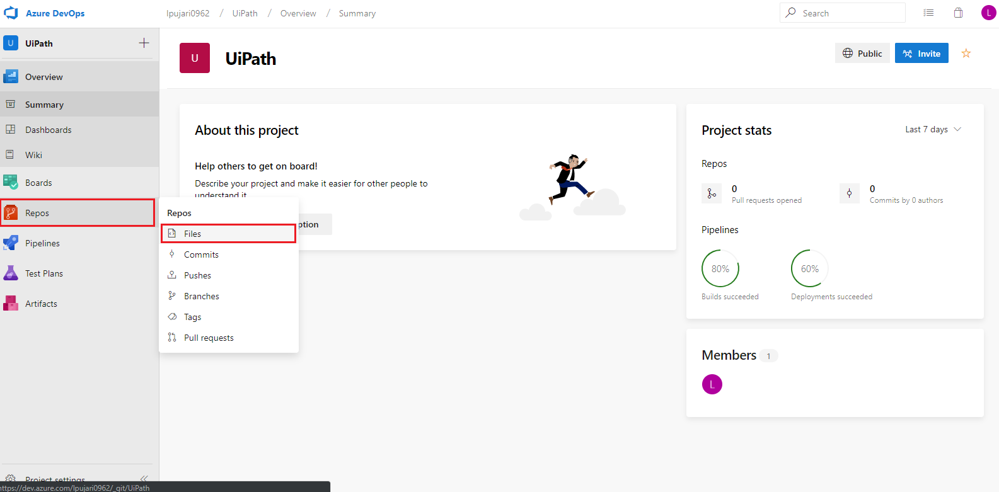 Azure DevOps
lpujari0962 / UiPath / Overview / Summary
Search
L
U UiPath
Overview
Summary
Dashboards
Wiki
Boards
Repos
Pipelines
Test Plans
Artifacts
Project settings
https://dev.azure.com/lpujari0962/_git/UiPath
U UiPath
Public
Invite
About this project
Help others to get on board!
Describe your project and make it easier for other people to
understand it
ption
Repos
Files
Commits
Pushes
Branches
Tags
Pull requests
Project stats
Last 7 days
Repos
0
Pull requests opened
0
Commits by 0 authors
Pipelines
80%
Builds succeeded
60%
Deployments succeeded
Members 1
L